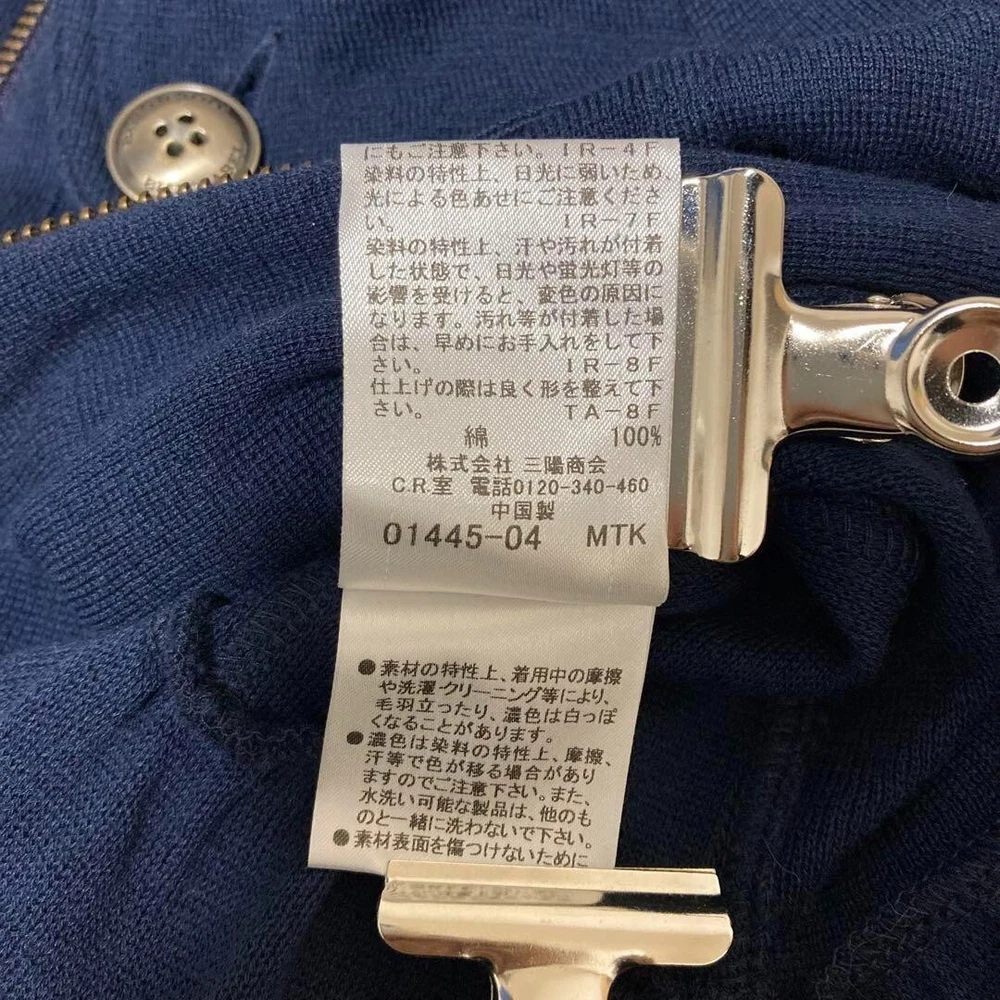 にもご注意下さい。IR-4F
染料の特性上、日光に弱いため
光による色あせにご注意くださ
い。 IR-7F
染料の特性上、汗や汚れが付着
した状態で、日光や蛍光灯等の
影響を受けると、変色の原因に
なります。汚れ等が付着した場
合は、早めにお手入れをして下
さい。 IR-8F
仕上げの際は良く形を整えて下
さい。 TA-8F
綿 100%
株式会社 三陽商会
C.R.室 電話0120-340-460
中国製
01445-04 MTK
●素材の特性上、着用中の摩擦
や洗濯・クリーニング等により、
毛羽立ったり、濃色は白っぽ
くなることがあります。
●濃色は染料の特性上、摩擦、
汗等で色が移る場合があり
ますのでご注意下さい。また、
水洗い可能な製品は、他のも
のと一緒に洗わないで下さい。
●素材表面を傷つけないために